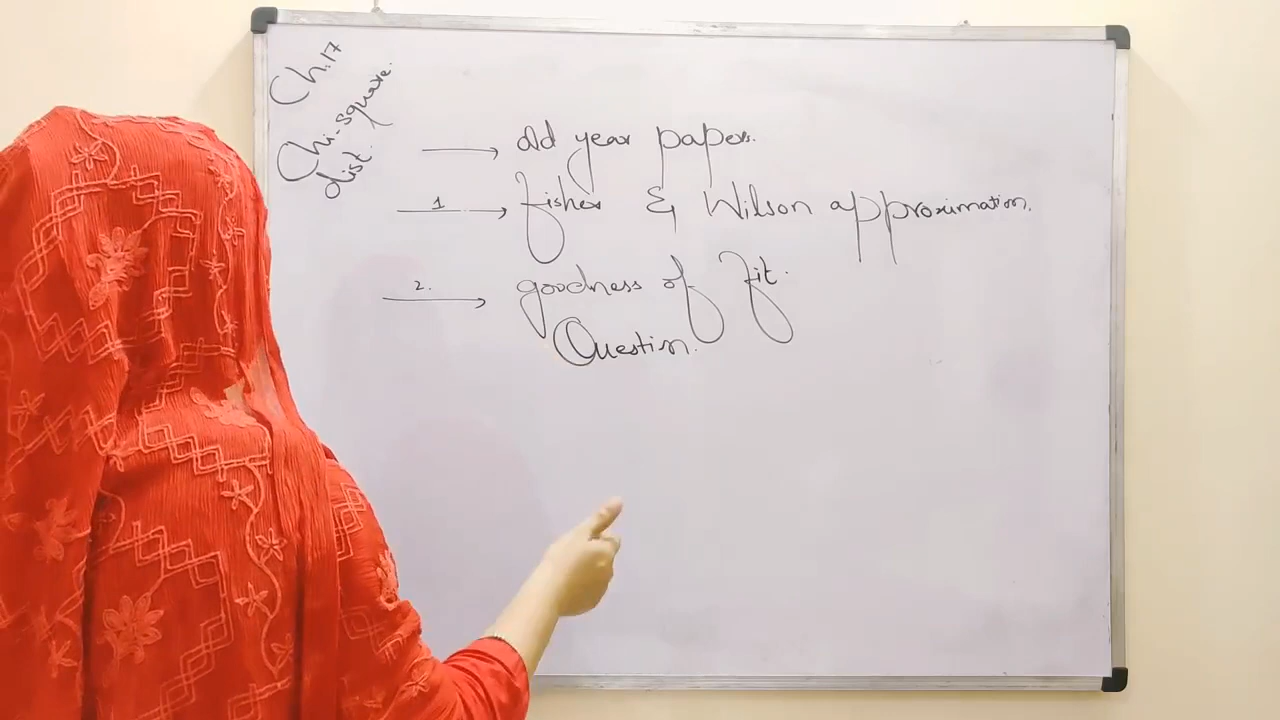 Ch:17
Chi-square
dist.
→ old year papers.
1 → fisher & Wilson approximation.
2. → goodness of fit.
Question.